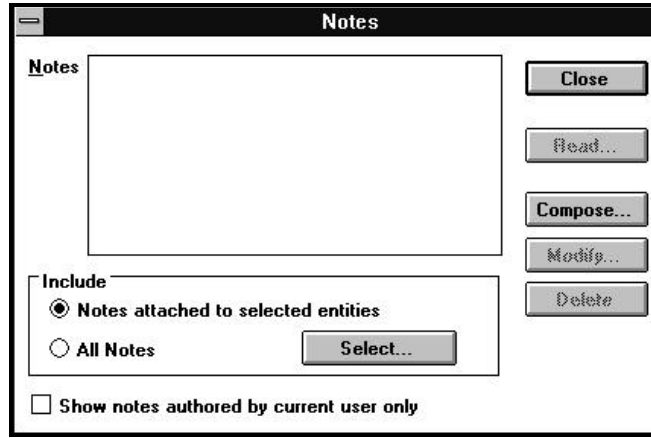 Notes
Notes
Close
Read...
Compose...
Modify...
Delete
Include
Notes attached to selected entities
All Notes
Select...
Show notes authored by current user only